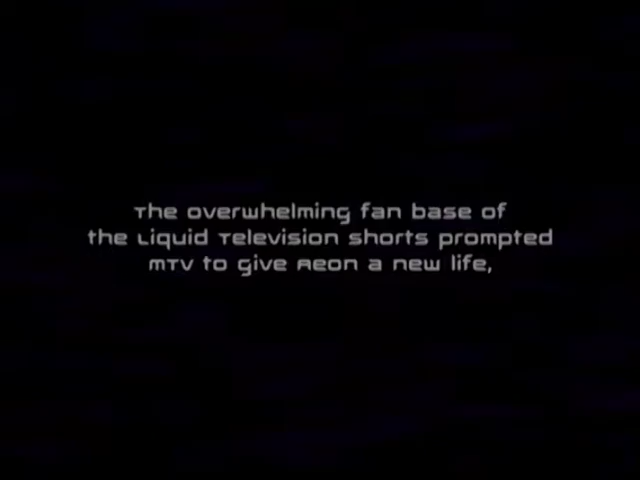 The overwhelming fan base of
the Liquid Television shorts prompted
MTV to give Aeon a new life,